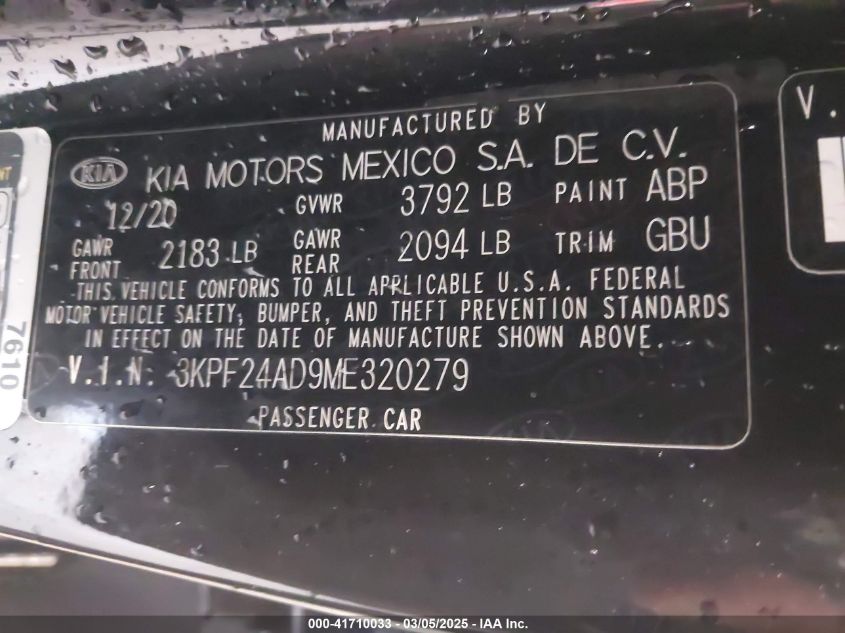 MANUFACTURED BY
KIA KIA MOTORS MEXICO S.A. DE C.V.
12/20 GVWR 3792 LB PAINT ABP
GAWR FRONT 2183 LB GAWR REAR 2094 LB TRIM GBU
THIS VEHICLE CONFORMS TO ALL APPLICABLE U.S.A. FEDERAL
MOTOR VEHICLE SAFETY, BUMPER, AND THEFT PREVENTION STANDARDS
IN EFFECT ON THE DATE OF MANUFACTURE SHOWN ABOVE.
V.I.N: 3KPF24AD9ME320279
PASSENGER CAR
7610
V.
000-41710033 - 03/05/2025 - IAA Inc.